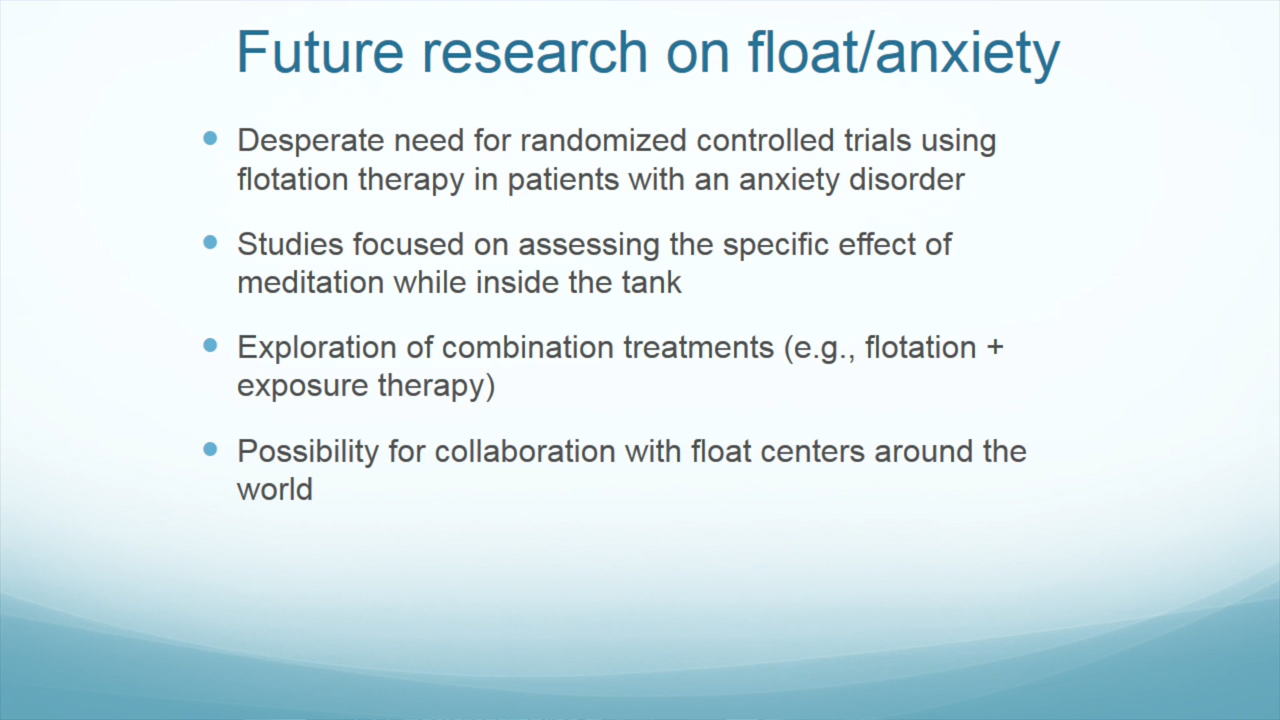 Future research on float/anxiety
Desperate need for randomized controlled trials using
flotation therapy in patients with an anxiety disorder
Studies focused on assessing the specific effect of
meditation while inside the tank
Exploration of combination treatments (e.g., flotation +
exposure therapy)
Possibility for collaboration with float centers around the
world